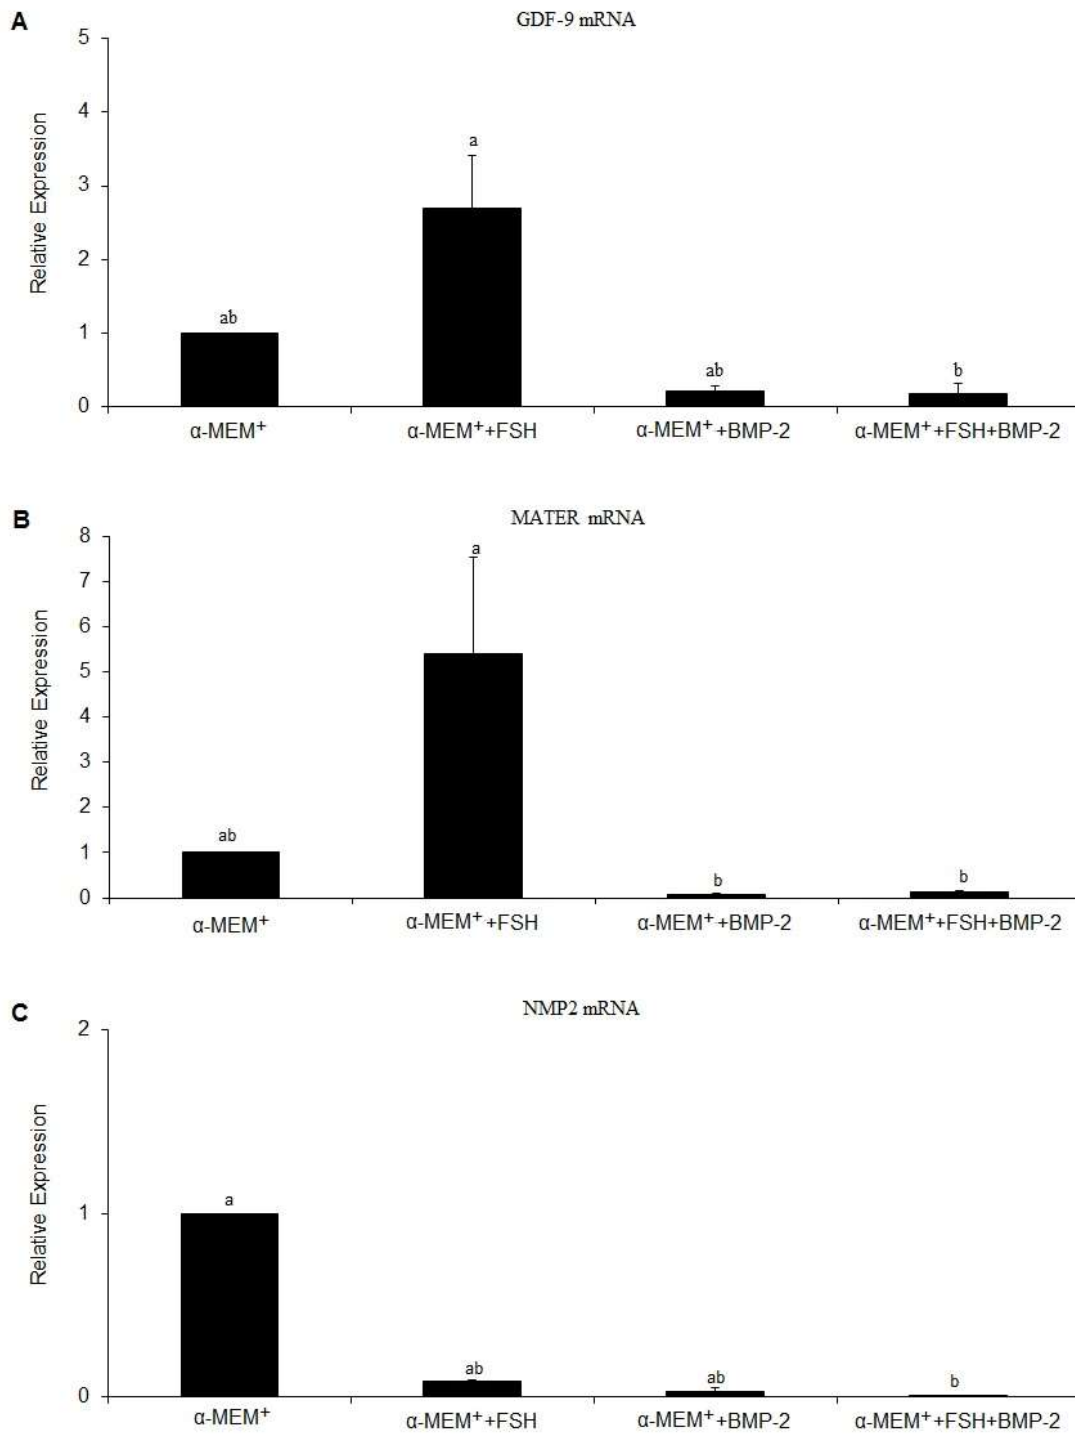 A
GDF-9 mRNA
5
4
3
2
1
0
Relative Expression
ab
a
ab
b
α-MEM⁺
α-MEM⁺+FSH
α-MEM⁺+BMP-2
α-MEM⁺+FSH+BMP-2
B
MATER mRNA
8
7
6
5
4
3
2
1
0
Relative Expression
ab
a
b
b
α-MEM⁺
α-MEM⁺+FSH
α-MEM⁺+BMP-2
α-MEM⁺+FSH+BMP-2
C
NMP2 mRNA
2
1
0
Relative Expression
a
ab
ab
b
α-MEM⁺
α-MEM⁺+FSH
α-MEM⁺+BMP-2
α-MEM⁺+FSH+BMP-2